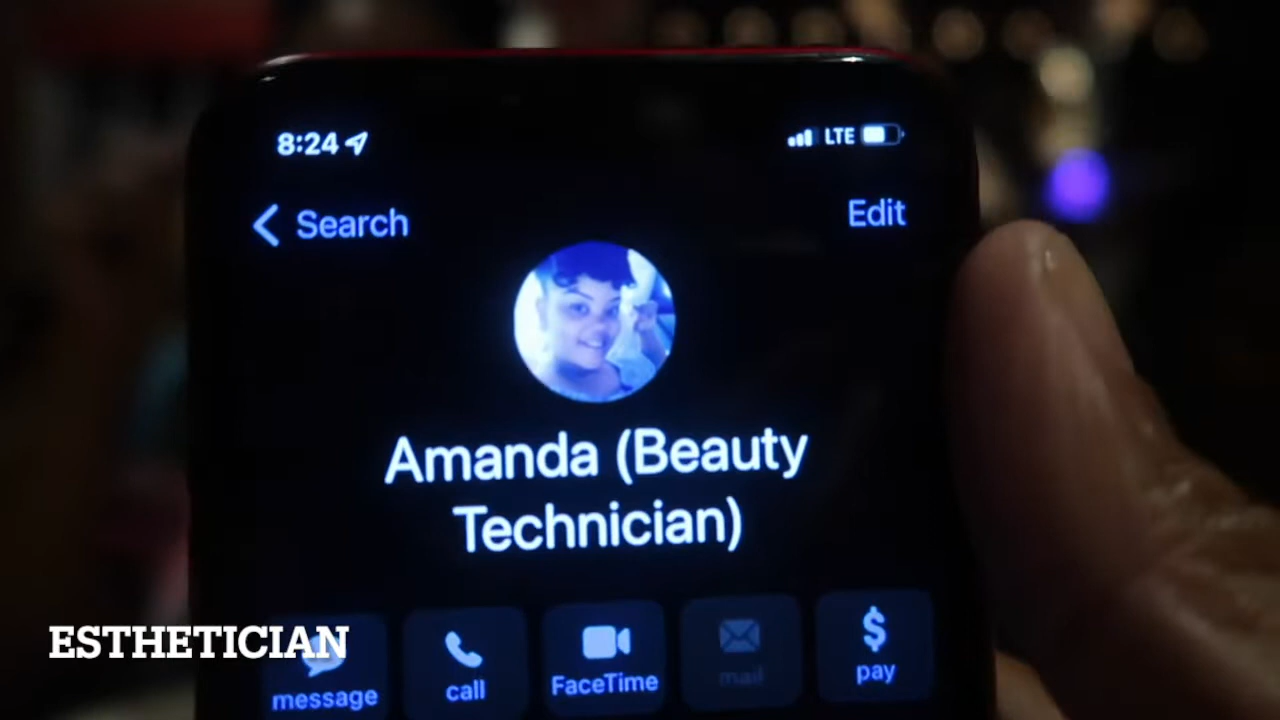 8:24 LTE
Search Edit
Amanda (Beauty
Technician)
ESTHETICIAN
message call FaceTime mail pay
$